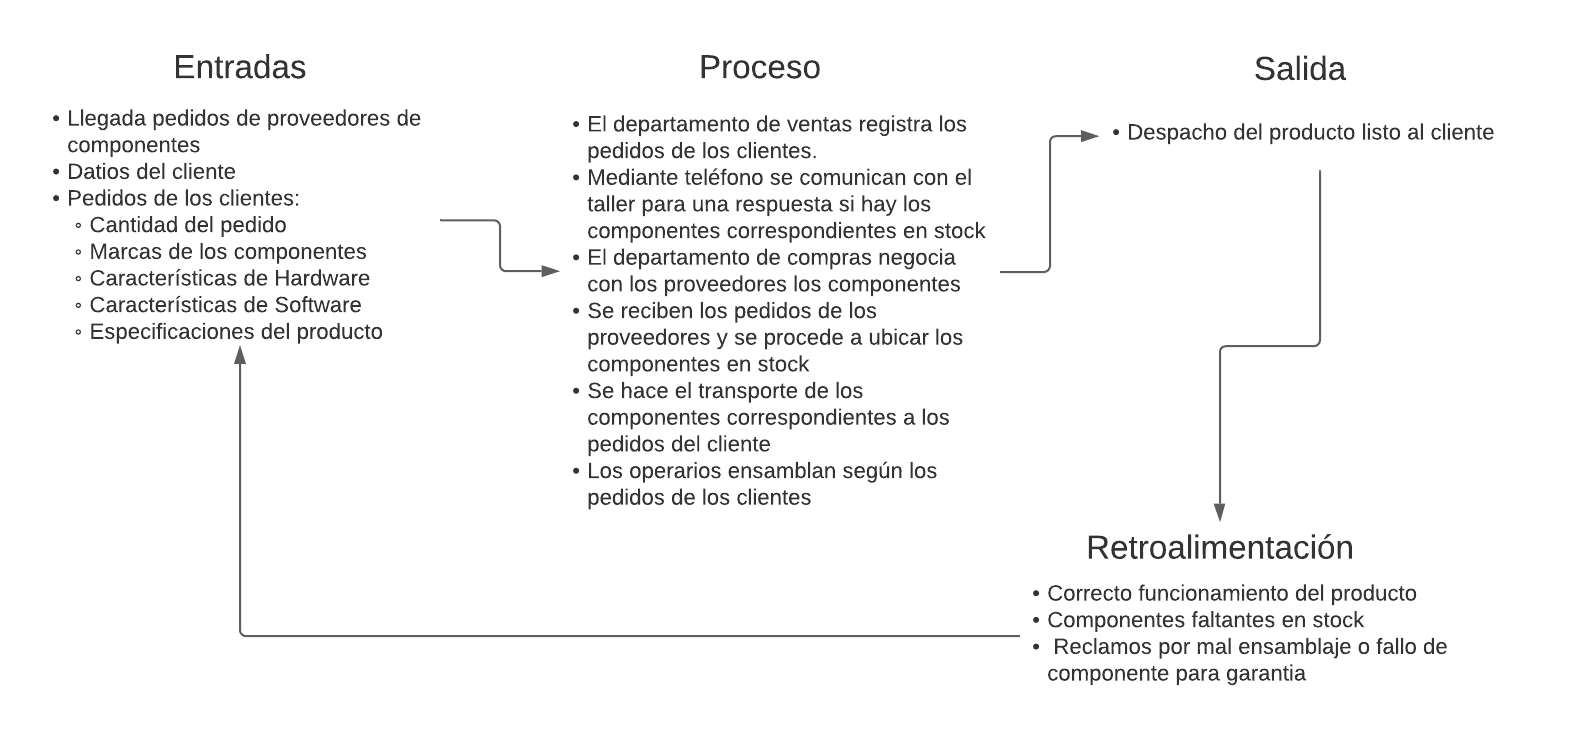 Entradas
• Llegada pedidos de proveedores de
componentes
• Datios del cliente
• Pedidos de los clientes:
◦ Cantidad del pedido
◦ Marcas de los componentes
◦ Características de Hardware
◦ Características de Software
◦ Especificaciones del producto
Proceso
• El departamento de ventas registra los
pedidos de los clientes.
• Mediante teléfono se comunican con el
taller para una respuesta si hay los
componentes correspondientes en stock
• El departamento de compras negocia
con los proveedores los componentes
• Se reciben los pedidos de los
proveedores y se procede a ubicar los
componentes en stock
• Se hace el transporte de los
componentes correspondientes a los
pedidos del cliente
• Los operarios ensamblan según los
pedidos de los clientes
Salida
• Despacho del producto listo al cliente
Retroalimentación
• Correcto funcionamiento del producto
• Componentes faltantes en stock
• Reclamos por mal ensamblaje o fallo de
componente para garantia